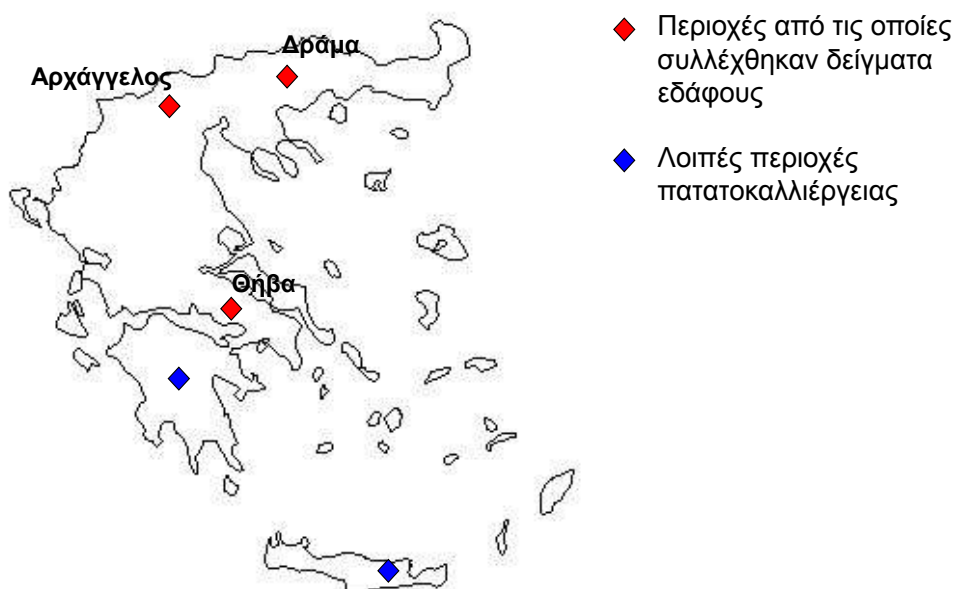 Δράμα
Αρχάγγελος
Θήβα
Περιοχές από τις οποίες
συλλέχθηκαν δείγματα
εδάφους
Λοιπές περιοχές
πατατοκαλλιέργειας